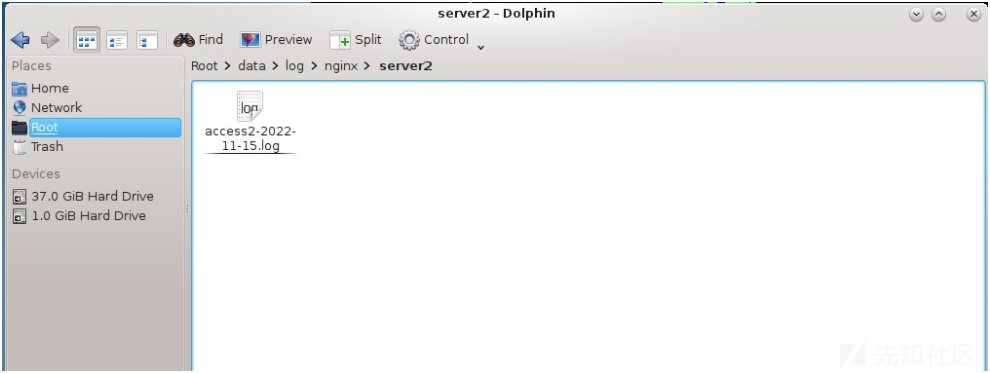 server2 – Dolphin
Find Preview Split Control
Places
Root > data > log > nginx > server2
Home
Network
Root
Trash
Devices
37.0 GiB Hard Drive
1.0 GiB Hard Drive
log
access2-2022-
11-15.log
先知社区